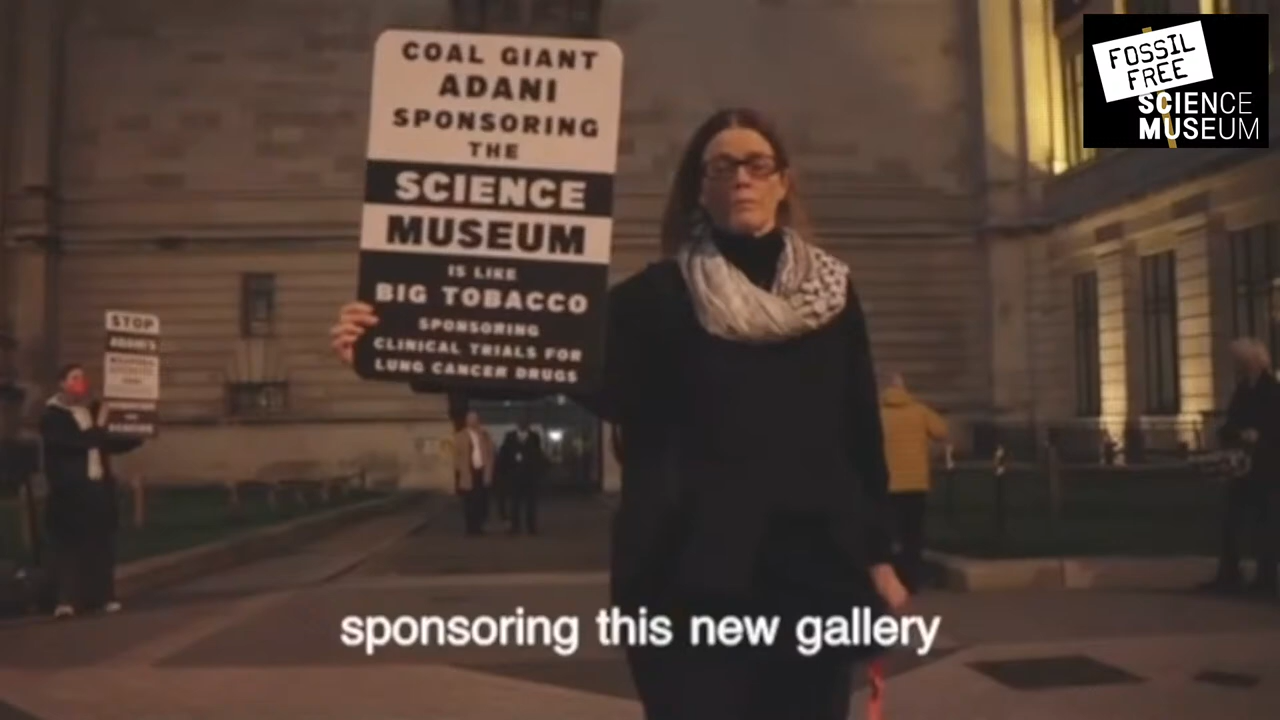 COAL GIANT
ADANI
SPONSORING
THE
SCIENCE
MUSEUM
IS LIKE
BIG TOBACCO
SPONSORING
CLINICAL TRIALS FOR
LUNG CANCER DRUGS
FOSSIL
FREE
SCIENCE
MUSEUM
STOP
ADANI'S
sponsoring this new gallery